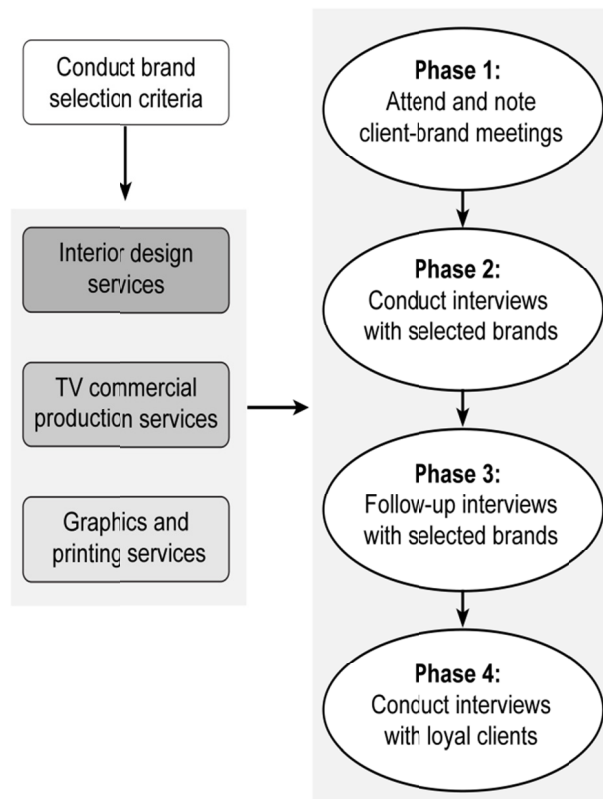 Conduct brand
selection criteria
Interior design
services
TV commercial
production services
Graphics and
printing services
Phase 1:
Attend and note
client-brand meetings
Phase 2:
Conduct interviews
with selected brands
Phase 3:
Follow-up interviews
with selected brands
Phase 4:
Conduct interviews
with loyal clients